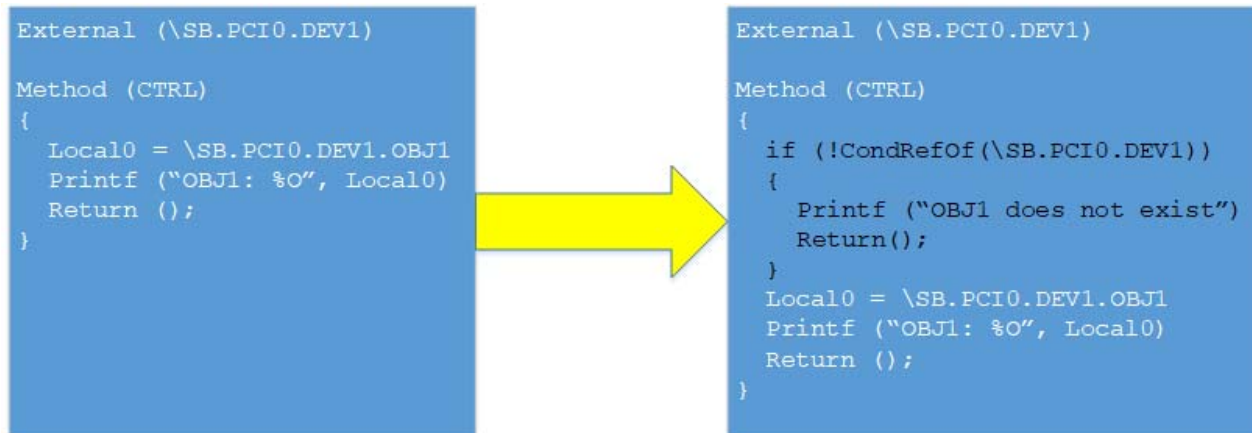 External (\SB.PCI0.DEV1)
Method (CTRL)
{
Local0 = \SB.PCI0.DEV1.OBJ1
Printf (“OBJ1: %O”, Local0)
Return ();
}
External (\SB.PCI0.DEV1)
Method (CTRL)
{
if (!CondRefOf(\SB.PCI0.DEV1))
{
Printf (“OBJ1 does not exist”)
Return();
}
Local0 = \SB.PCI0.DEV1.OBJ1
Printf (“OBJ1: %O”, Local0)
Return ();
}